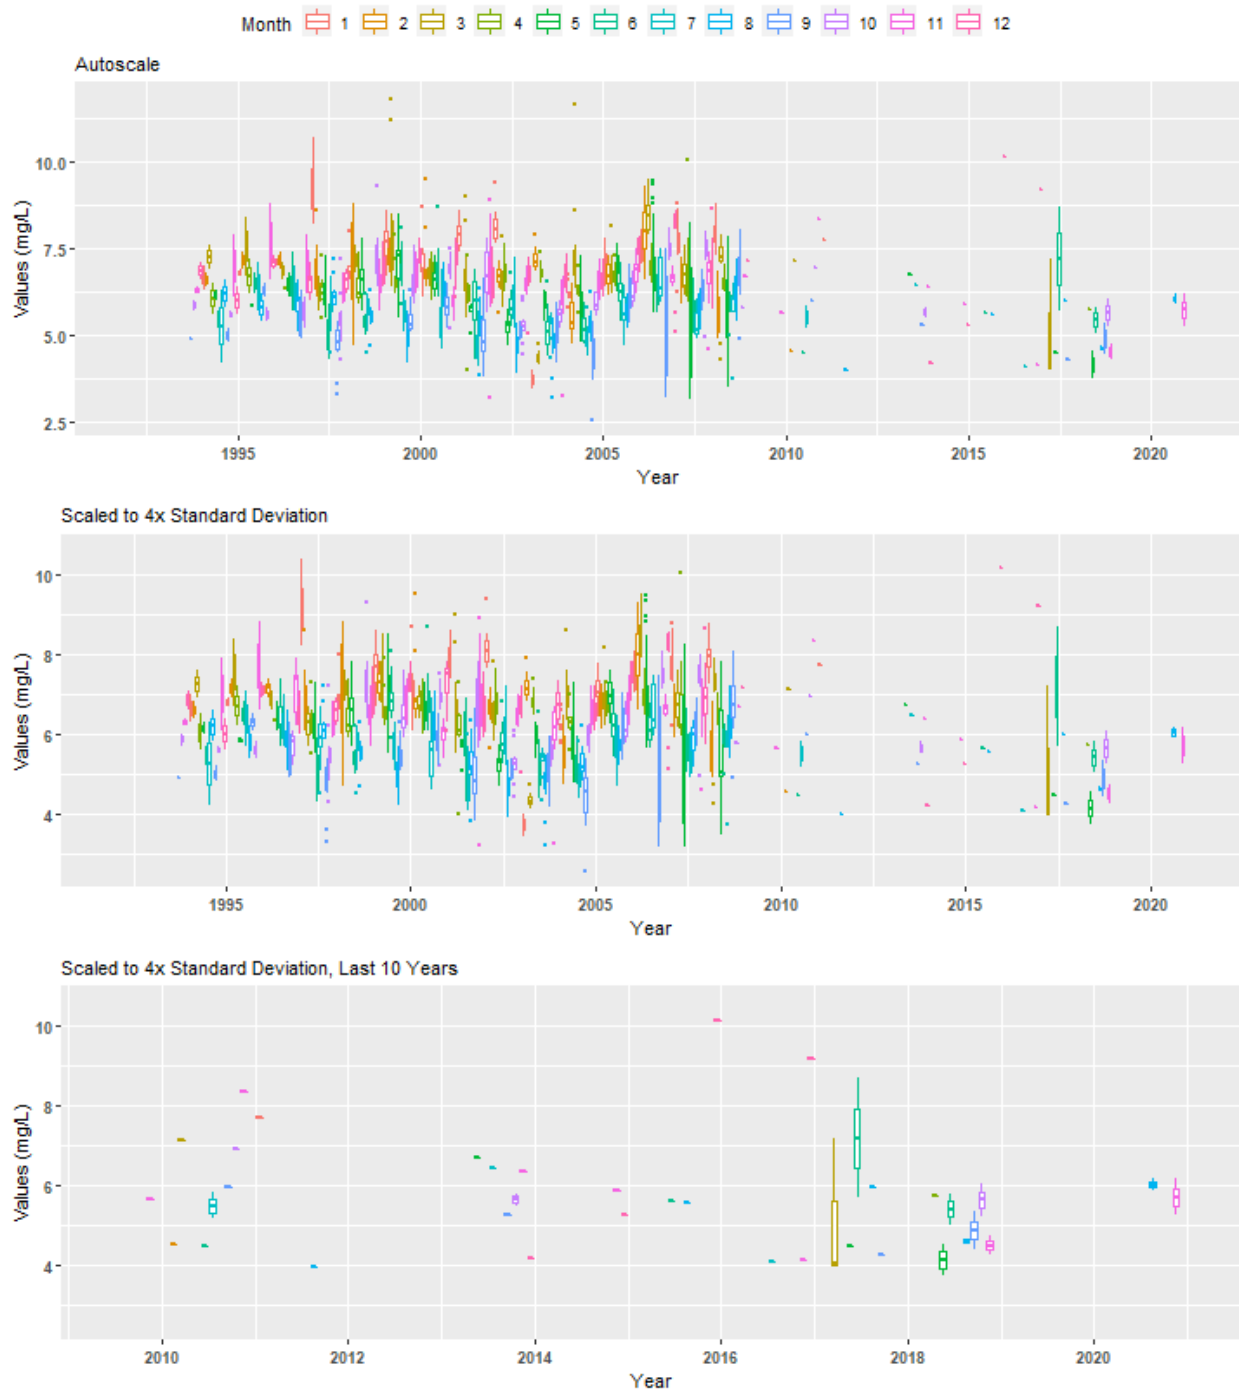 Month 1 2 3 4 5 6 7 8 9 10 11 12
Autoscale
10.0
7.5
5.0
2.5
Values (mg/L)
1995 2000 2005 2010 2015 2020
Year
Scaled to 4x Standard Deviation
10
8
6
4
Values (mg/L)
1995 2000 2005 2010 2015 2020
Year
Scaled to 4x Standard Deviation, Last 10 Years
10
8
6
4
Values (mg/L)
2010 2012 2014 2016 2018 2020
Year